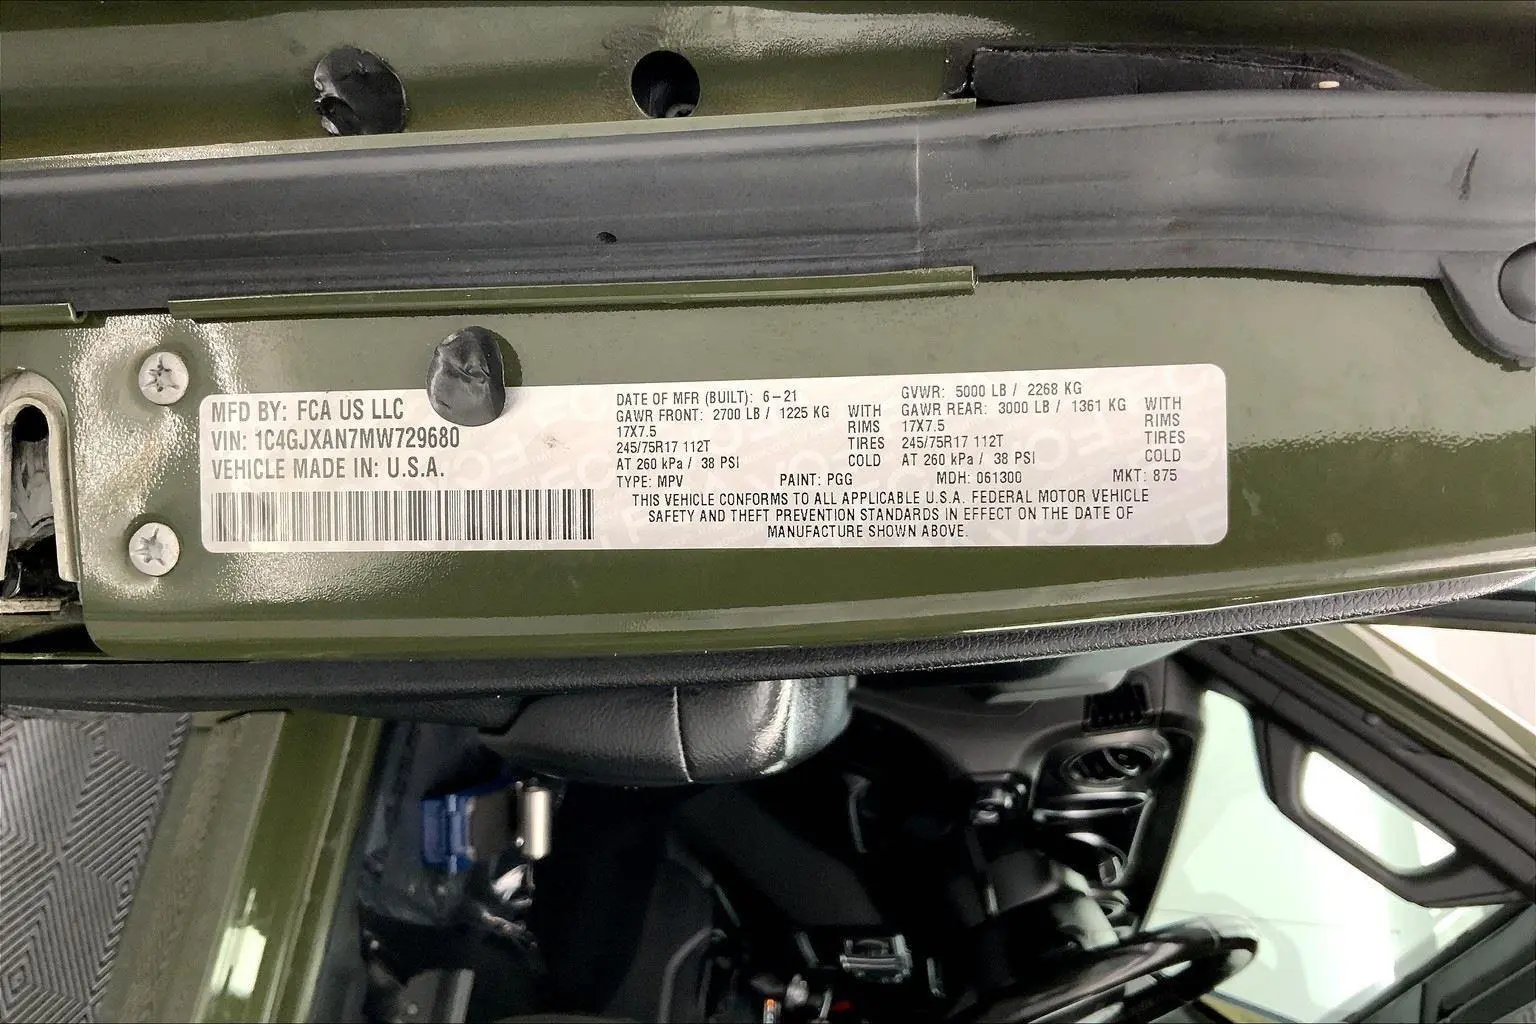 MFD BY: FCA US LLC
VIN: 1C4GJXAN7MW729680
VEHICLE MADE IN: U.S.A.
DATE OF MFR (BUILT): 6-21
GAWR FRONT: 2700 LB / 1225 KG WITH
17X7.5 RIMS
245/75R17 112T TIRES
AT 260 kPa / 38 PSI COLD
GVWR: 5000 LB / 2268 KG
GAWR REAR: 3000 LB / 1361 KG WITH
17X7.5 RIMS
245/75R17 112T TIRES
AT 260 kPa / 38 PSI COLD
TYPE: MPV PAINT: PGG MDH: 061300 MKT: 875
THIS VEHICLE CONFORMS TO ALL APPLICABLE U.S.A. FEDERAL MOTOR VEHICLE
SAFETY AND THEFT PREVENTION STANDARDS IN EFFECT ON THE DATE OF
MANUFACTURE SHOWN ABOVE.